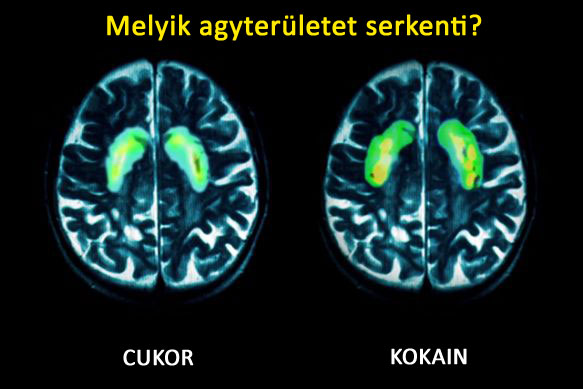 Melyik agyterületet serkenti?
CUKOR
KOKAIN